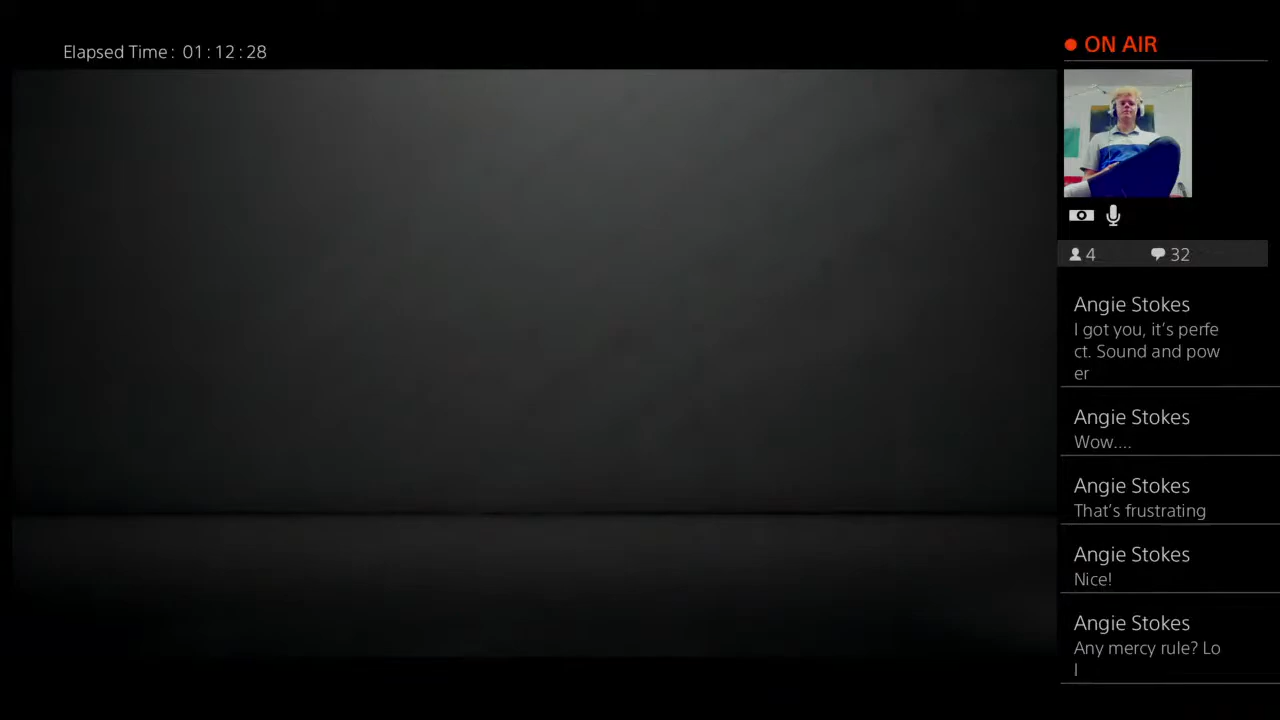 Elapsed Time: 01:12:28
ON AIR
4
32
Angie Stokes
I got you, it's perfe
ct. Sound and pow
er
Angie Stokes
Wow....
Angie Stokes
That's frustrating
Angie Stokes
Nice!
Angie Stokes
Any mercy rule? Lo
l